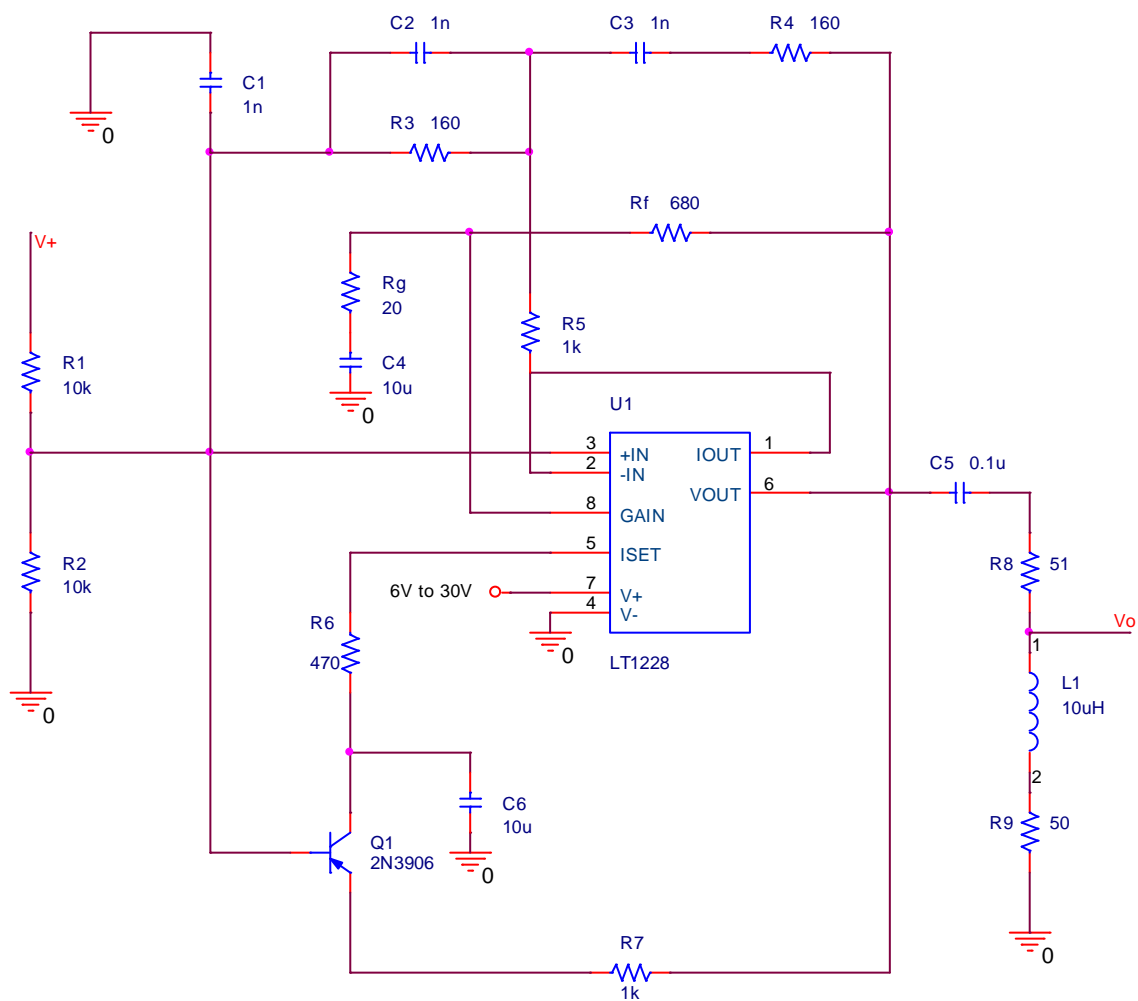 C2 1n
C3 1n
R4 160
C1
1n
0
R3 160
Rf 680
V+
Rg
20
R5
1k
C4
10u
0
R1
10k
U1
3
+IN
IOUT
1
2
-IN
VOUT
6
C5 0.1u
8
GAIN
5
ISET
R8 51
R2
10k
6V to 30V
7
V+
4
V-
0
LT1228
R6
470
Vo
1
L1
10uH
2
0
C6
10u
0
Q1
2N3906
R9 50
0
R7
1k